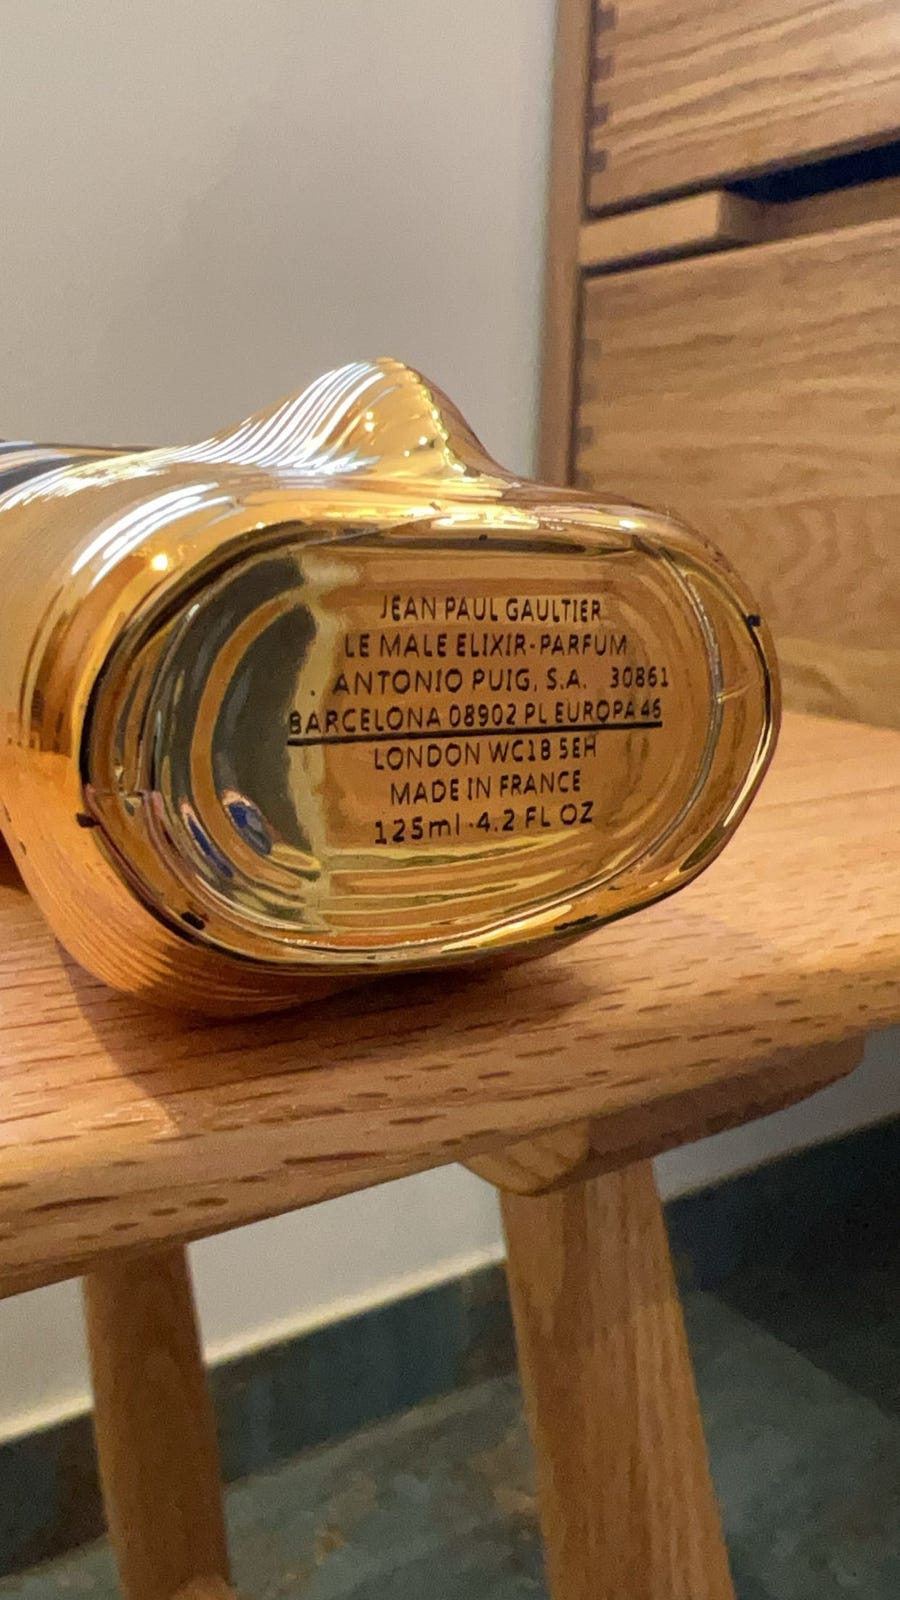 JEAN PAUL GAULTIER
LE MALE ELIXIR-PARFUM
ANTONIO PUIG, S.A. 30861
BARCELONA 08902 PL EUROPA 46
LONDON WC1B 5EH
MADE IN FRANCE
125ml·4.2 FL OZ